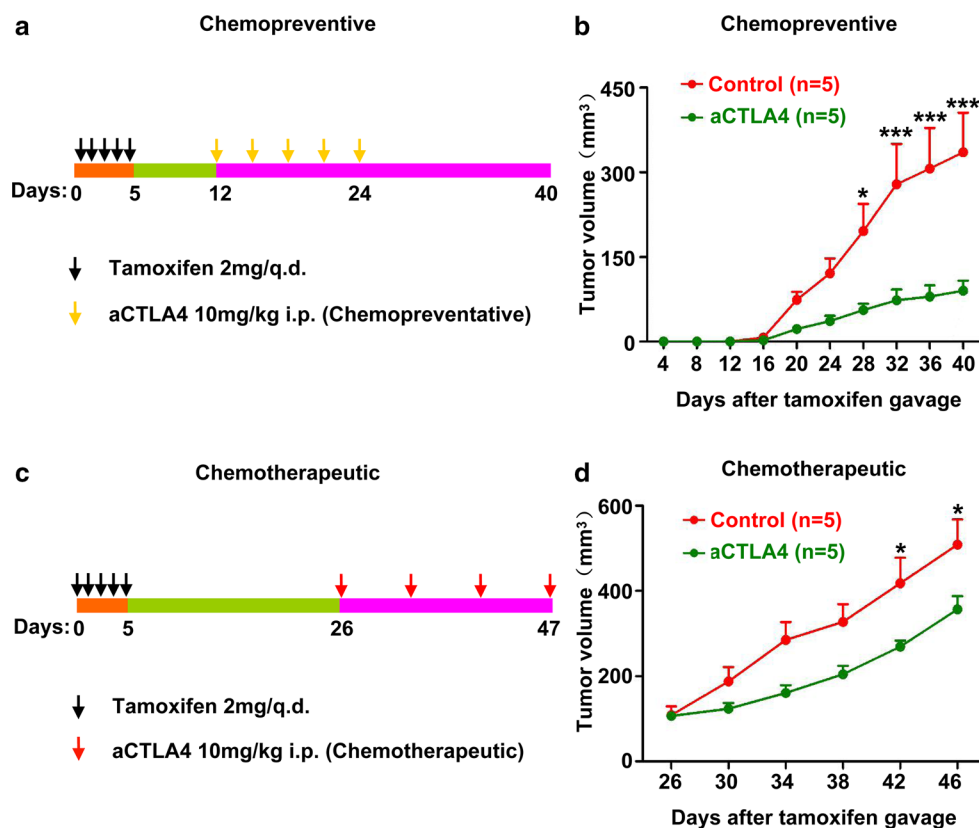 a
Chemopreventive
Days: 0 5 12 24 40
Tamoxifen 2mg/q.d.
aCTLA4 10mg/kg i.p. (Chemopreventative)
b
Chemopreventive
Control (n=5)
aCTLA4 (n=5)
Tumor volume (mm³)
450
300
150
0
*
***
***
***
4 8 12 16 20 24 28 32 36 40
Days after tamoxifen gavage
c
Chemotherapeutic
Days: 0 5 26 47
Tamoxifen 2mg/q.d.
aCTLA4 10mg/kg i.p. (Chemotherapeutic)
d
Chemotherapeutic
Control (n=5)
aCTLA4 (n=5)
Tumor volume (mm³)
600
400
200
0
*
*
26 30 34 38 42 46
Days after tamoxifen gavage